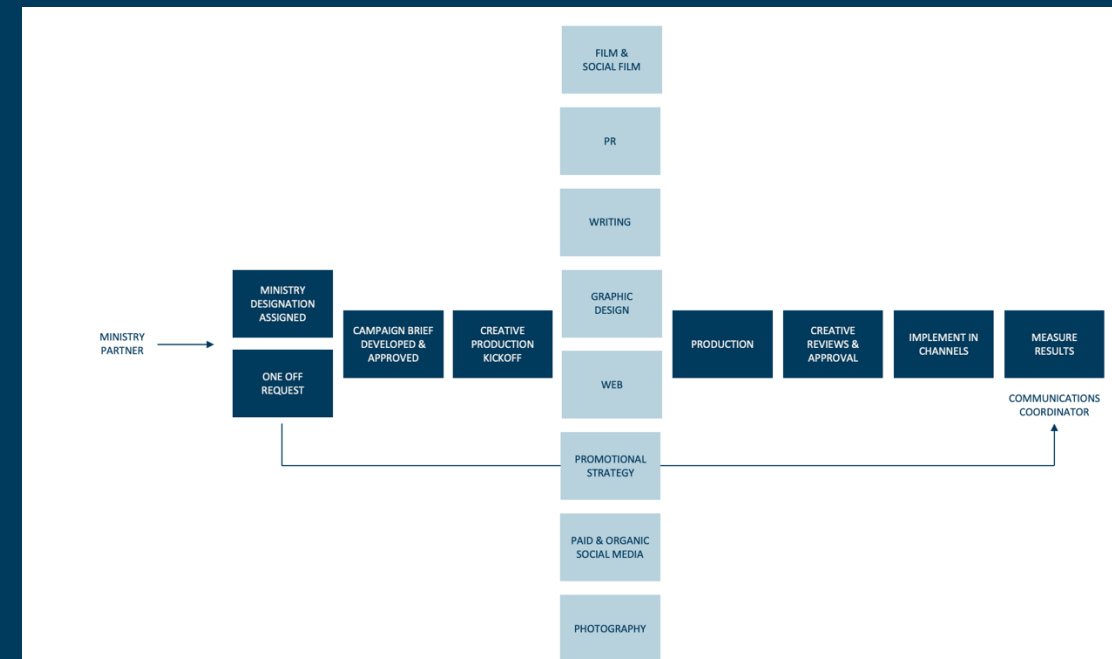 MINISTRY
PARTNER
MINISTRY
DESIGNATION
ASSIGNED
ONE OFF
REQUEST
CAMPAIGN BRIEF
DEVELOPED &
APPROVED
CREATIVE
PRODUCTION
KICKOFF
FILM &
SOCIAL FILM
PR
WRITING
GRAPHIC
DESIGN
WEB
PROMOTIONAL
STRATEGY
PAID & ORGANIC
SOCIAL MEDIA
PHOTOGRAPHY
PRODUCTION
CREATIVE
REVIEWS &
APPROVAL
IMPLEMENT IN
CHANNELS
MEASURE
RESULTS
COMMUNICATIONS
COORDINATOR